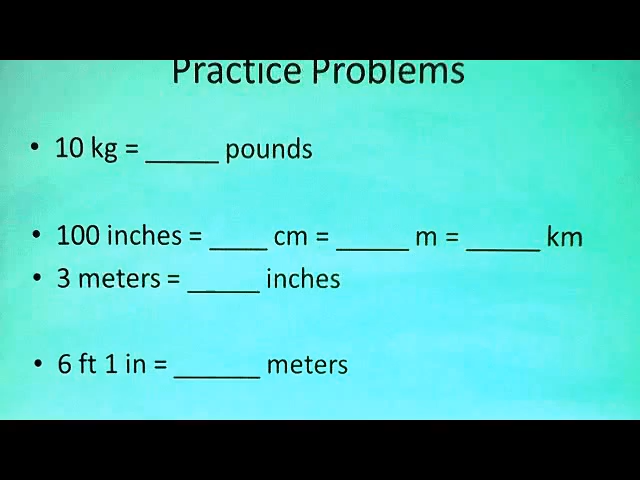 Practice Problems
• 10 kg = _____ pounds
• 100 inches = ____ cm = _____ m = _____ km
• 3 meters = _____ inches
• 6 ft 1 in = ______ meters